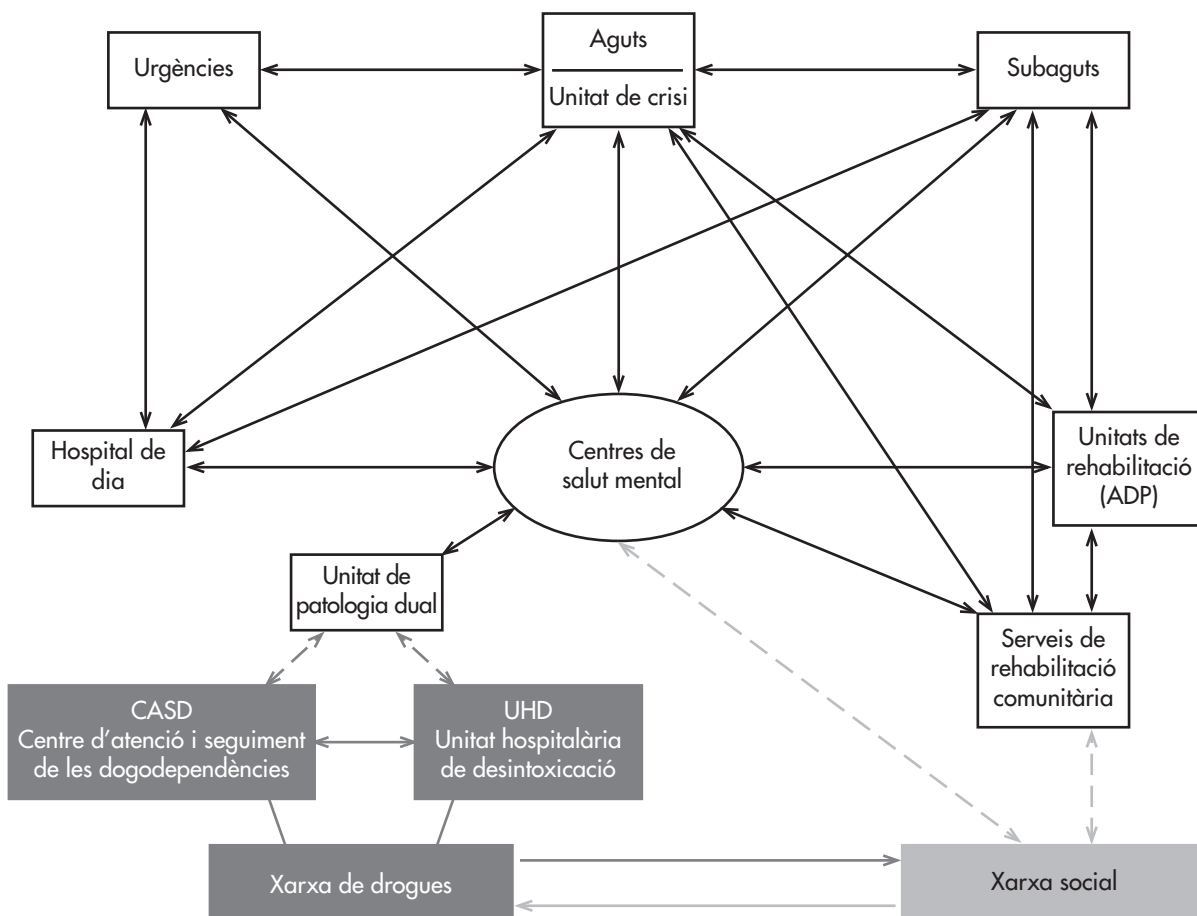 Urgències
Aguts
Unitat de crisi
Subaguts
Hospital de
dia
Centres de
salut mental
Unitats de
rehabilitació
(ADP)
Unitat de
patologia dual
Serveis de
rehabilitació
comunitària
CASD
Centre d'atenció i seguiment
de les dogodependències
UHD
Unitat hospitalària
de desintoxicació
Xarxa de drogues
Xarxa social